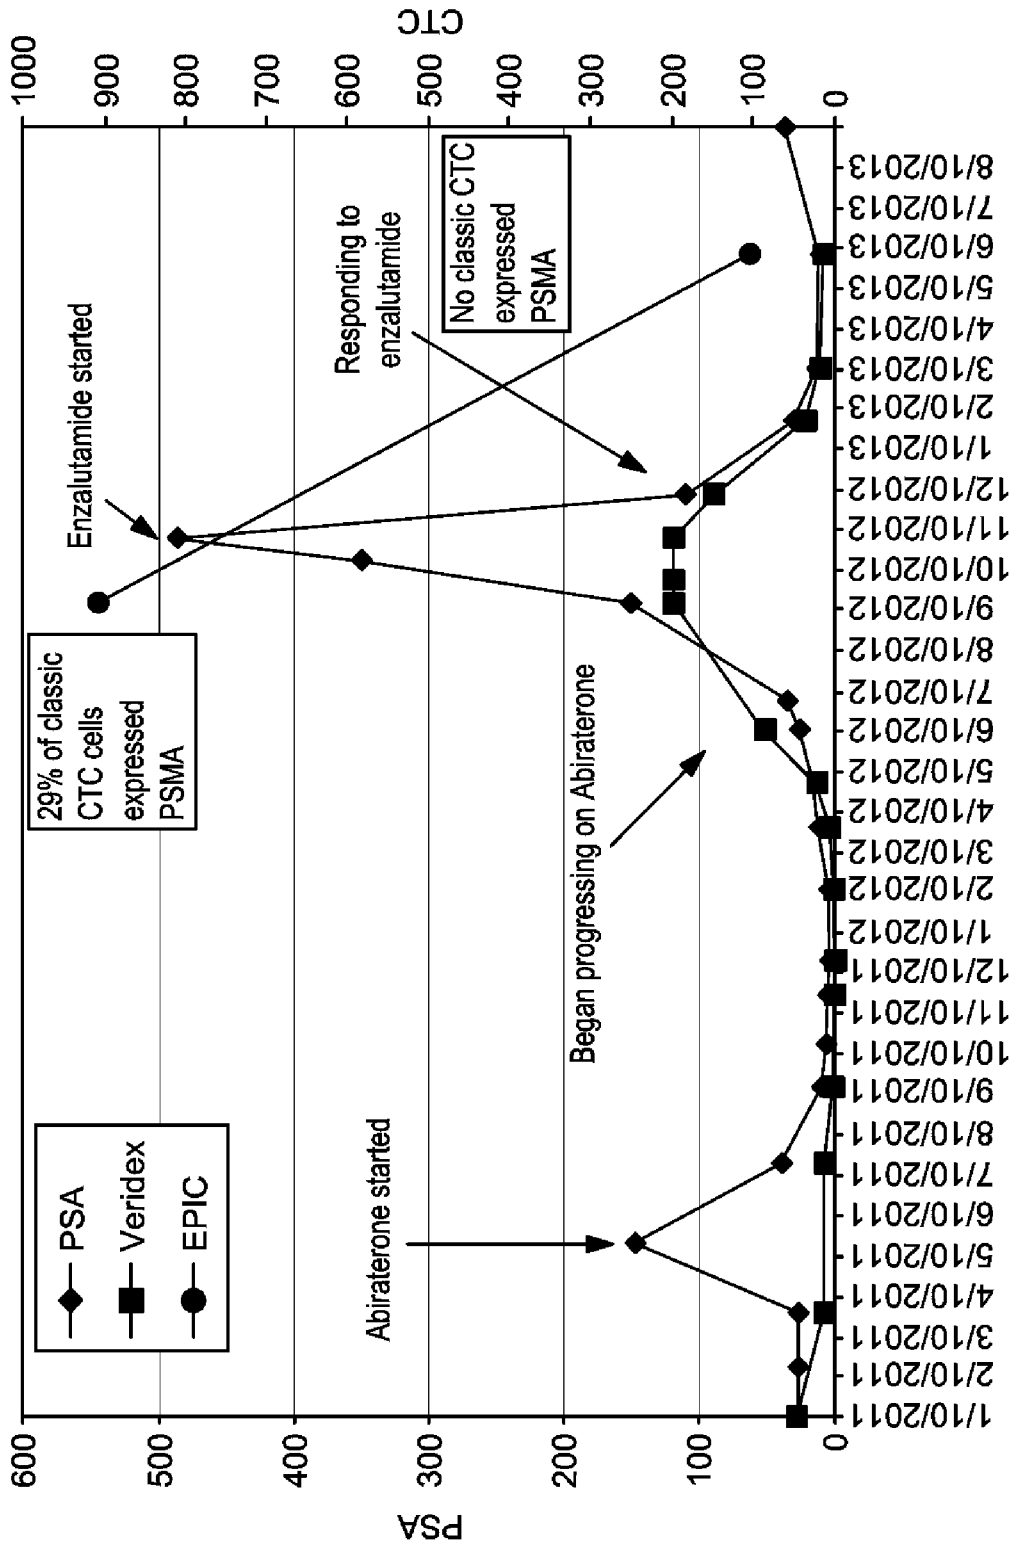 PSA
600
500
400
300
200
100
0
PSA
Veridex
EPIC
Abiraterone started
Began progressing on Abiraterone
29% of classic
CTC cells
expressed
PSMA
Enzalutamide started
Responding to
enzalutamide
No classic CTC
expressed
PSMA
1000
900
800
700
600
500
400
300
200
100
0
CTC
1/10/2011
2/10/2011
3/10/2011
4/10/2011
5/10/2011
6/10/2011
7/10/2011
8/10/2011
9/10/2011
10/10/2011
11/10/2011
12/10/2011
1/10/2012
2/10/2012
3/10/2012
4/10/2012
5/10/2012
6/10/2012
7/10/2012
8/10/2012
9/10/2012
10/10/2012
11/10/2012
12/10/2012
1/10/2013
2/10/2013
3/10/2013
4/10/2013
5/10/2013
6/10/2013
7/10/2013
8/10/2013